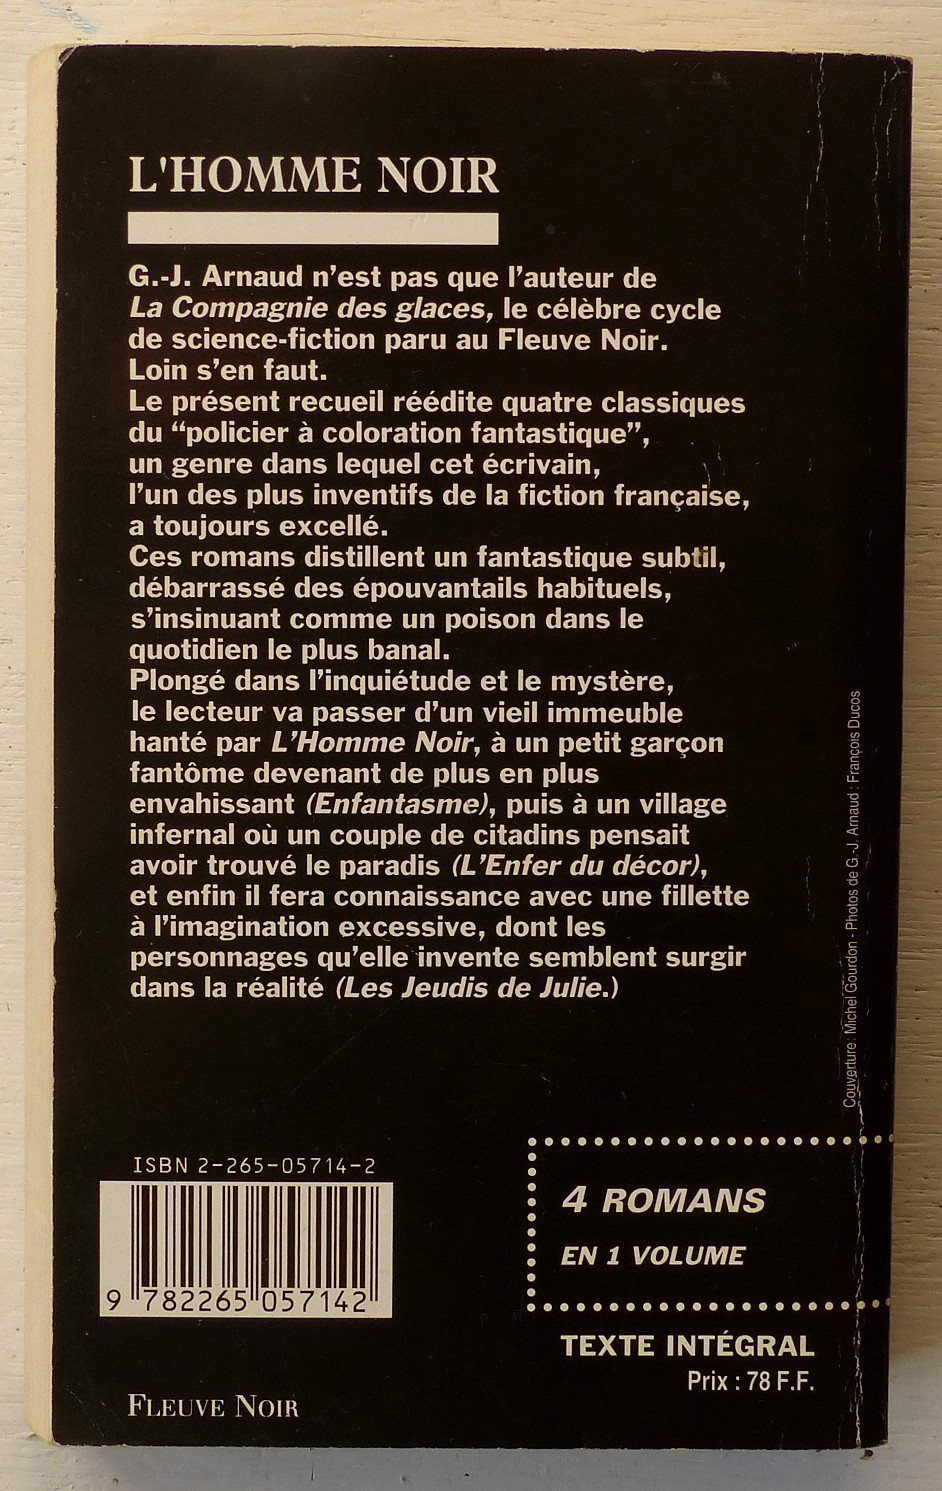 L'HOMME NOIR
G.-J. Arnaud n’est pas que l’auteur de
La Compagnie des glaces, le célèbre cycle
de science-fiction paru au Fleuve Noir.
Loin s’en faut.
Le présent recueil réédite quatre classiques
du “policier à coloration fantastique”,
un genre dans lequel cet écrivain,
l’un des plus inventifs de la fiction française,
a toujours excellé.
Ces romans distillent un fantastique subtil,
débarrassé des épouvantails habituels,
s’insinuant comme un poison dans le
quotidien le plus banal.
Plongé dans l’inquiétude et le mystère,
le lecteur va passer d’un vieil immeuble
hanté par L’Homme Noir, à un petit garçon
fantôme devenant de plus en plus
envahissant (Enfantasme), puis à un village
infernal où un couple de citadins pensait
avoir trouvé le paradis (L’Enfer du décor),
et enfin il fera connaissance avec une fillette
à l’imagination excessive, dont les
personnages qu’elle invente semblent surgir
dans la réalité (Les Jeudis de Julie.)
Couverture : Michel Gourdon - Photos de G.-J. Arnaud : François Ducos
ISBN 2-265-05714-2
9 782265 057142
4 ROMANS
EN 1 VOLUME
TEXTE INTÉGRAL
Prix : 78 F.F.
FLEUVE NOIR